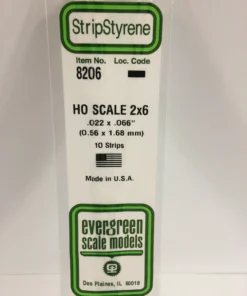 StripStyrene
Item No. Loc. Code
8206
HO SCALE 2x6
.022 x .066"
(0.56 x 1.68 mm)
10 Strips
Made in U.S.A.
evergreen
scale models
Des Plaines, IL 60018